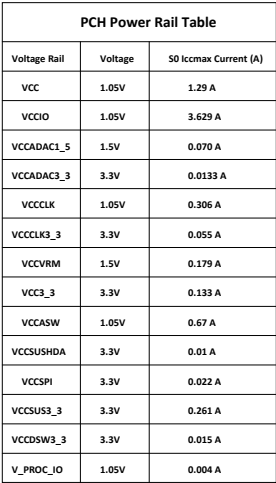 PCH Power Rail Table
Voltage Rail Voltage S0 Iccmax Current (A)
VCC 1.05V 1.29 A
VCCIO 1.05V 3.629 A
VCCADAC1_5 1.5V 0.070 A
VCCADAC3_3 3.3V 0.0133 A
VCCCLK 1.05V 0.306 A
VCCCLK3_3 3.3V 0.055 A
VCCVRM 1.5V 0.179 A
VCC3_3 3.3V 0.133 A
VCCASW 1.05V 0.67 A
VCCSUSHDA 3.3V 0.01 A
VCCSPI 3.3V 0.022 A
VCCSUS3_3 3.3V 0.261 A
VCCDSW3_3 3.3V 0.015 A
V_PROC_IO 1.05V 0.004 A